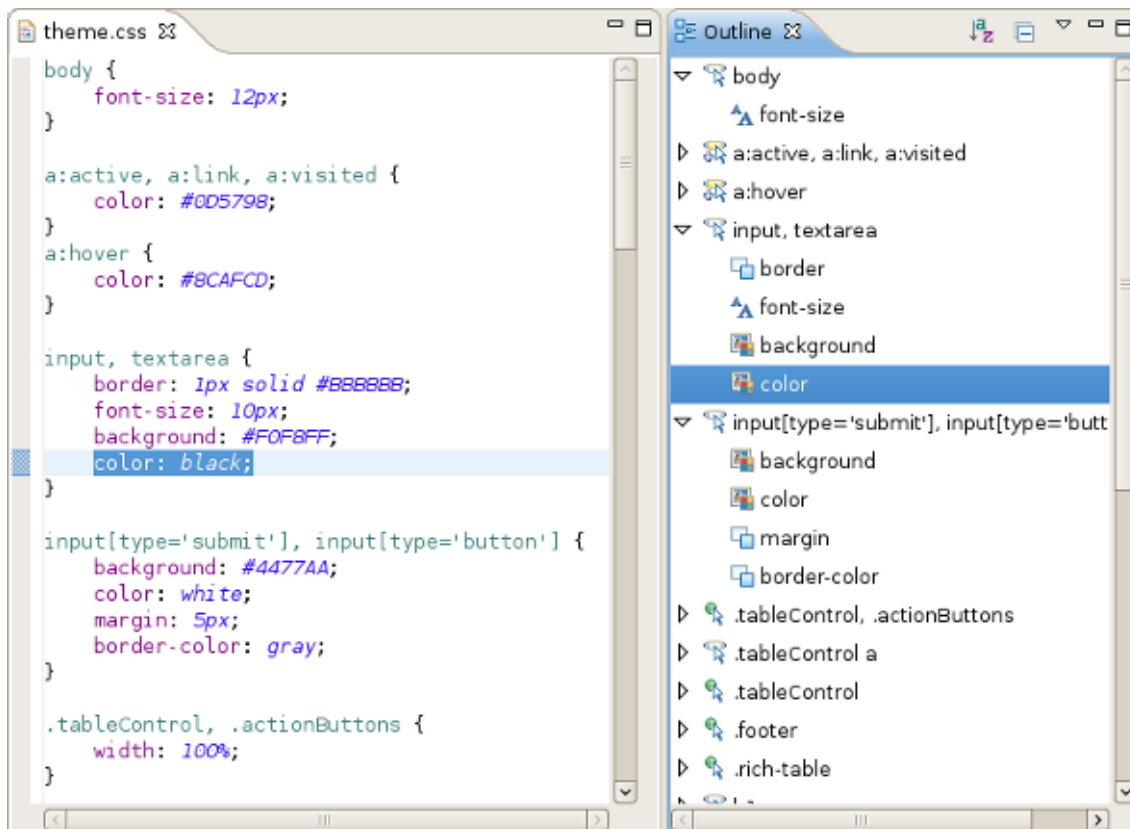 theme.css
body {
font-size: 12px;
}
a:active, a:link, a:visited {
color: #0D5798;
}
a:hover {
color: #8CAFCD;
}
input, textarea {
border: 1px solid #BBBBBB;
font-size: 10px;
background: #F0F8FF;
color: black;
}
input[type='submit'], input[type='button'] {
background: #4477AA;
color: white;
margin: 5px;
border-color: gray;
}
.tableControl, .actionButtons {
width: 100%;
}
Outline
body
font-size
a:active, a:link, a:visited
a:hover
input, textarea
border
font-size
background
color
input[type='submit'], input[type='butt
background
color
margin
border-color
.tableControl, .actionButtons
.tableControl a
.tableControl
.footer
.rich-table